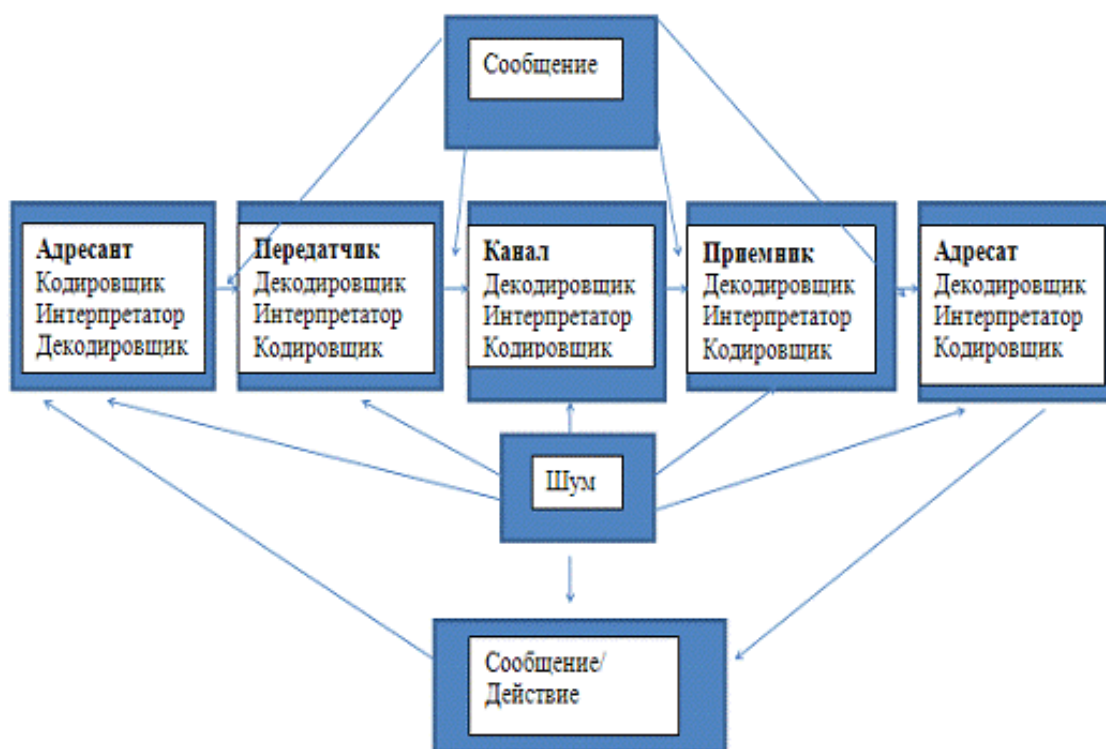 Сообщение
Адресант
Кодировщик
Интерпретатор
Декодировщик
Передатчик
Декодировщик
Интерпретатор
Кодировщик
Канал
Декодировщик
Интерпретатор
Кодировщик
Приемник
Декодировщик
Интерпретатор
Кодировщик
Адресат
Декодировщик
Интерпретатор
Кодировщик
Шум
Сообщение/
Действие